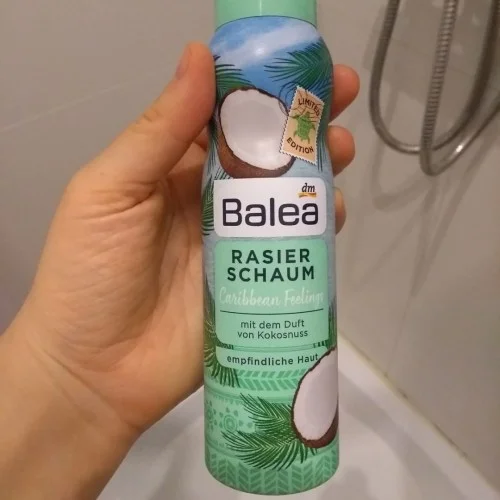 LIMITED
EDITION
dm
Balea
RASIER
SCHAUM
Caribbean Feelings
mit dem Duft
von Kokosnuss
empfindliche Haut